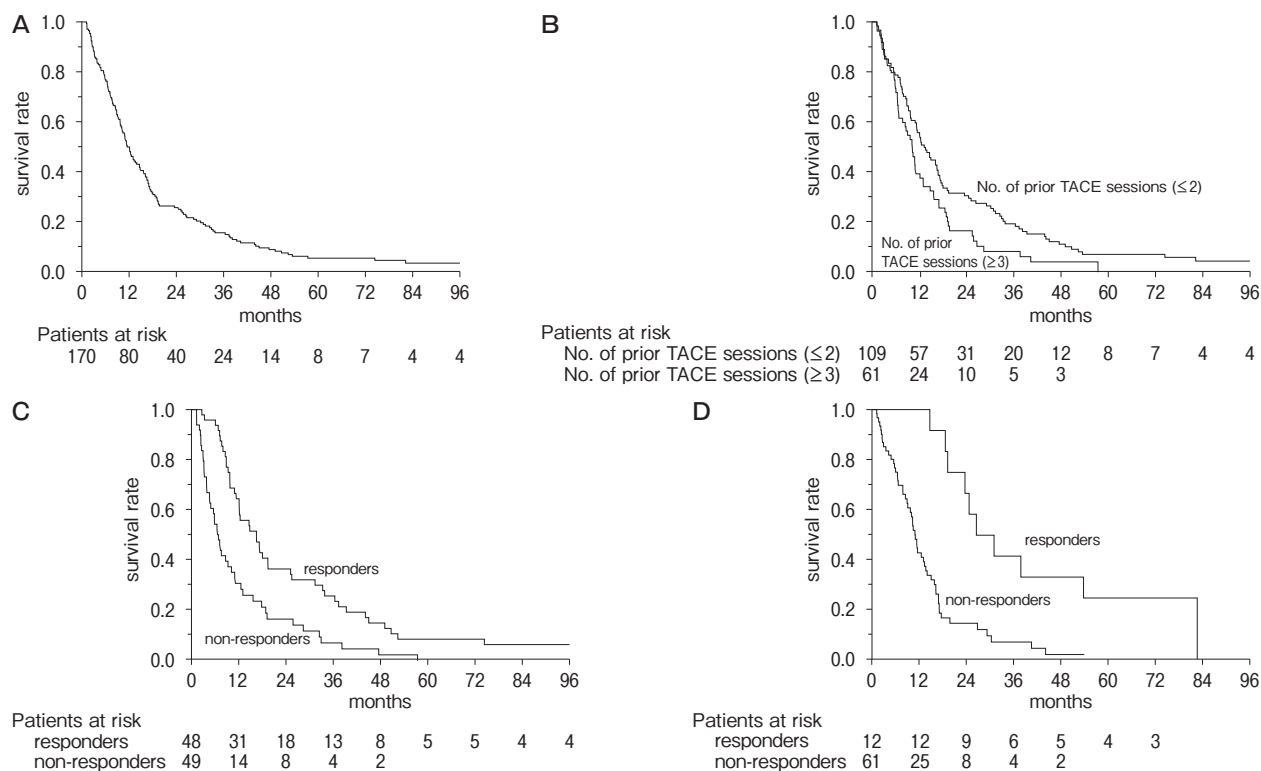 A
survival rate
1.0
0.8
0.6
0.4
0.2
0.0
0 12 24 36 48 60 72 84 96
months
Patients at risk
170 80 40 24 14 8 7 4 4
B
survival rate
1.0
0.8
0.6
0.4
0.2
0.0
No. of prior TACE sessions (≤2)
No. of prior
TACE sessions (≥3)
0 12 24 36 48 60 72 84 96
months
Patients at risk
No. of prior TACE sessions (≤2) 109 57 31 20 12 8 7 4 4
No. of prior TACE sessions (≥3) 61 24 10 5 3
C
survival rate
1.0
0.8
0.6
0.4
0.2
0.0
responders
non-responders
0 12 24 36 48 60 72 84 96
months
Patients at risk
responders 48 31 18 13 8 5 5 4 4
non-responders 49 14 8 4 2
D
survival rate
1.0
0.8
0.6
0.4
0.2
0.0
responders
non-responders
0 12 24 36 48 60 72 84 96
months
Patients at risk
responders 12 12 9 6 5 4 3
non-responders 61 25 8 4 2